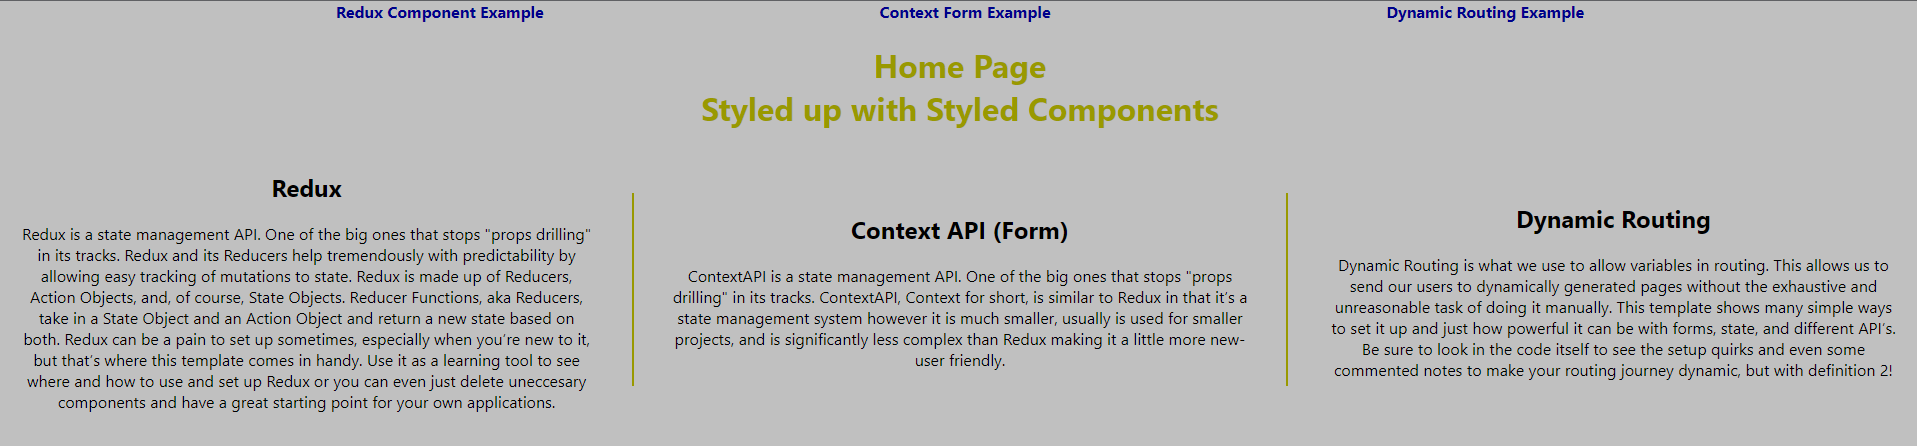 Redux Component Example
Context Form Example
Dynamic Routing Example
Home Page
Styled up with Styled Components
Redux
Redux is a state management API. One of the big ones that stops "props drilling"
in its tracks. Redux and its Reducers help tremendously with predictability by
allowing easy tracking of mutations to state. Redux is made up of Reducers,
Action Objects, and, of course, State Objects. Reducer Functions, aka Reducers,
take in a State Object and an Action Object and return a new state based on
both. Redux can be a pain to set up sometimes, especially when you're new to it,
but that's where this template comes in handy. Use it as a learning tool to see
where and how to use and set up Redux or you can even just delete uneccesary
components and have a great starting point for your own applications.
Context API (Form)
ContextAPI is a state management API. One of the big ones that stops "props
drilling" in its tracks. ContextAPI, Context for short, is similar to Redux in that it's a
state management system however it is much smaller, usually is used for smaller
projects, and is significantly less complex than Redux making it a little more new-
user friendly.
Dynamic Routing
Dynamic Routing is what we use to allow variables in routing. This allows us to
send our users to dynamically generated pages without the exhaustive and
unreasonable task of doing it manually. This template shows many simple ways
to set it up and just how powerful it can be with forms, state, and different API's.
Be sure to look in the code itself to see the setup quirks and even some
commented notes to make your routing journey dynamic, but with definition 2!